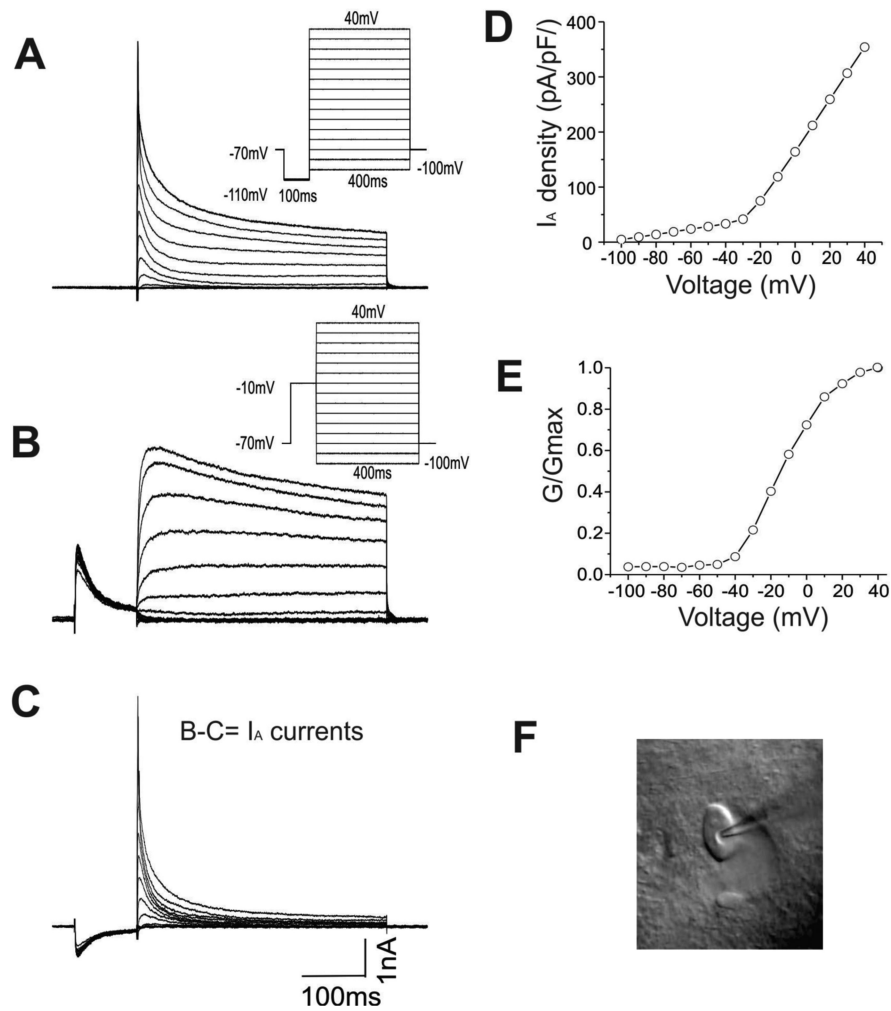 A
40mV
-70mV
-110mV
100ms
400ms
-100mV
B
40mV
-10mV
-70mV
400ms
-100mV
C
B-C= IA currents
1nA
100ms
D
IA density (pA/pF/)
400
300
200
100
0
-100 -80 -60 -40 -20 0 20 40
Voltage (mV)
E
G/Gmax
1.0
0.8
0.6
0.4
0.2
0.0
-100 -80 -60 -40 -20 0 20 40
Voltage (mV)
F